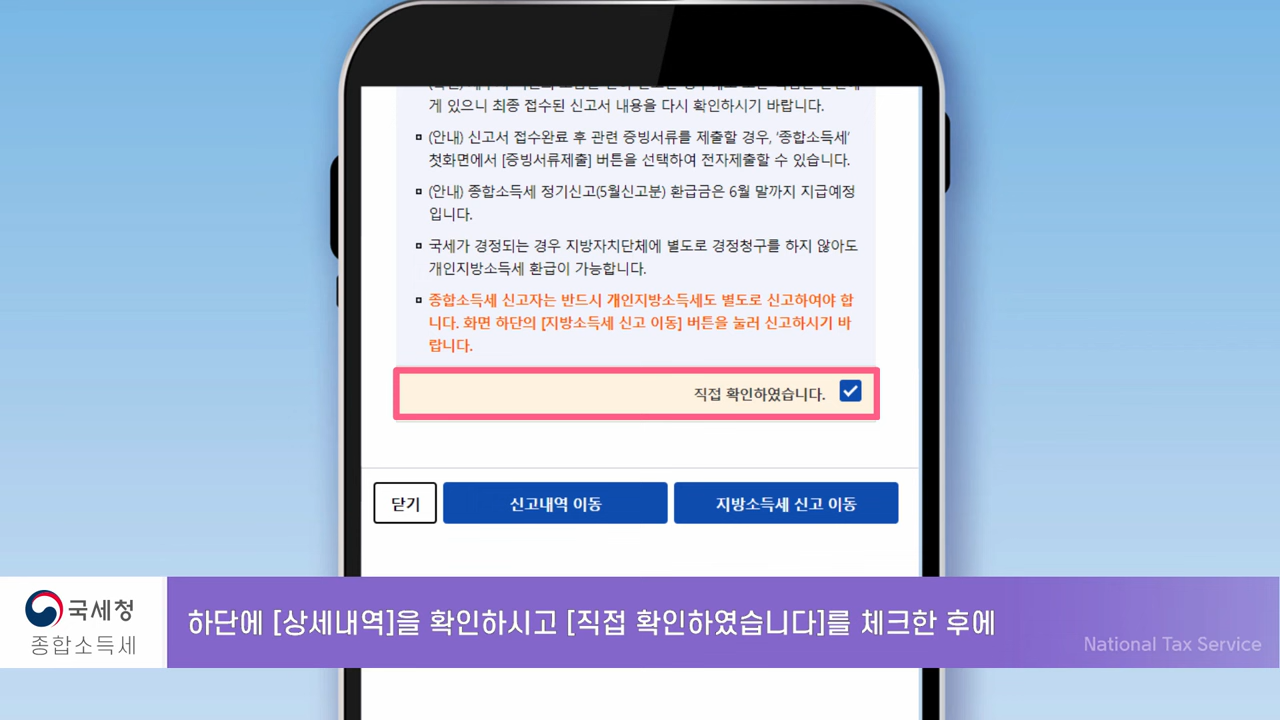 게 있으니 최종 접수된 신고서 내용을 다시 확인하시기 바랍니다.
(안내) 신고서 접수완료 후 관련 증빙서류를 제출할 경우, ‘종합소득세’
첫화면에서 [증빙서류제출] 버튼을 선택하여 전자제출할 수 있습니다.
(안내) 종합소득세 정기신고(5월신고분) 환급금은 6월 말까지 지급예정
입니다.
국세가 경정되는 경우 지방자치단체에 별도로 경정청구를 하지 않아도
개인지방소득세 환급이 가능합니다.
종합소득세 신고자는 반드시 개인지방소득세도 별도로 신고하여야 합
니다. 화면 하단의 [지방소득세 신고 이동] 버튼을 눌러 신고하시기 바
랍니다.
직접 확인하였습니다.
닫기 신고내역 이동 지방소득세 신고 이동
국세청
종합소득세
하단에 [상세내역]을 확인하시고 [직접 확인하였습니다]를 체크한 후에
National Tax Service